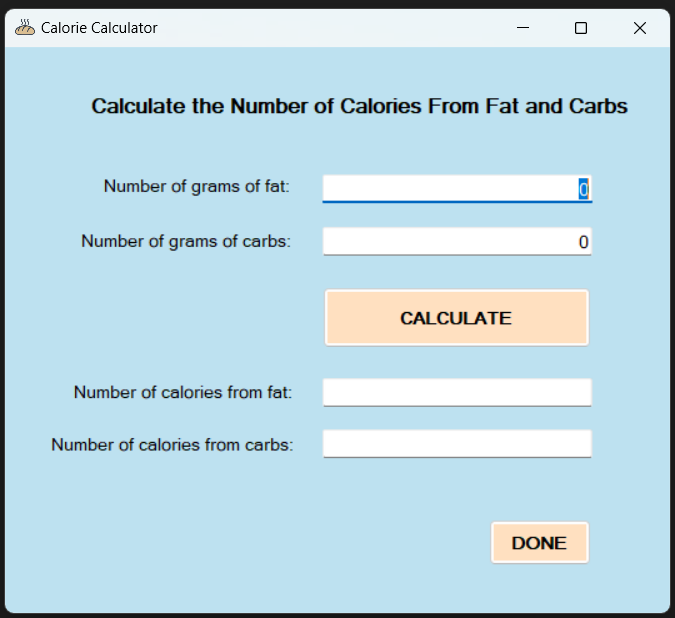 Calorie Calculator
Calculate the Number of Calories From Fat and Carbs
Number of grams of fat: 0
Number of grams of carbs: 0
CALCULATE
Number of calories from fat:
Number of calories from carbs:
DONE